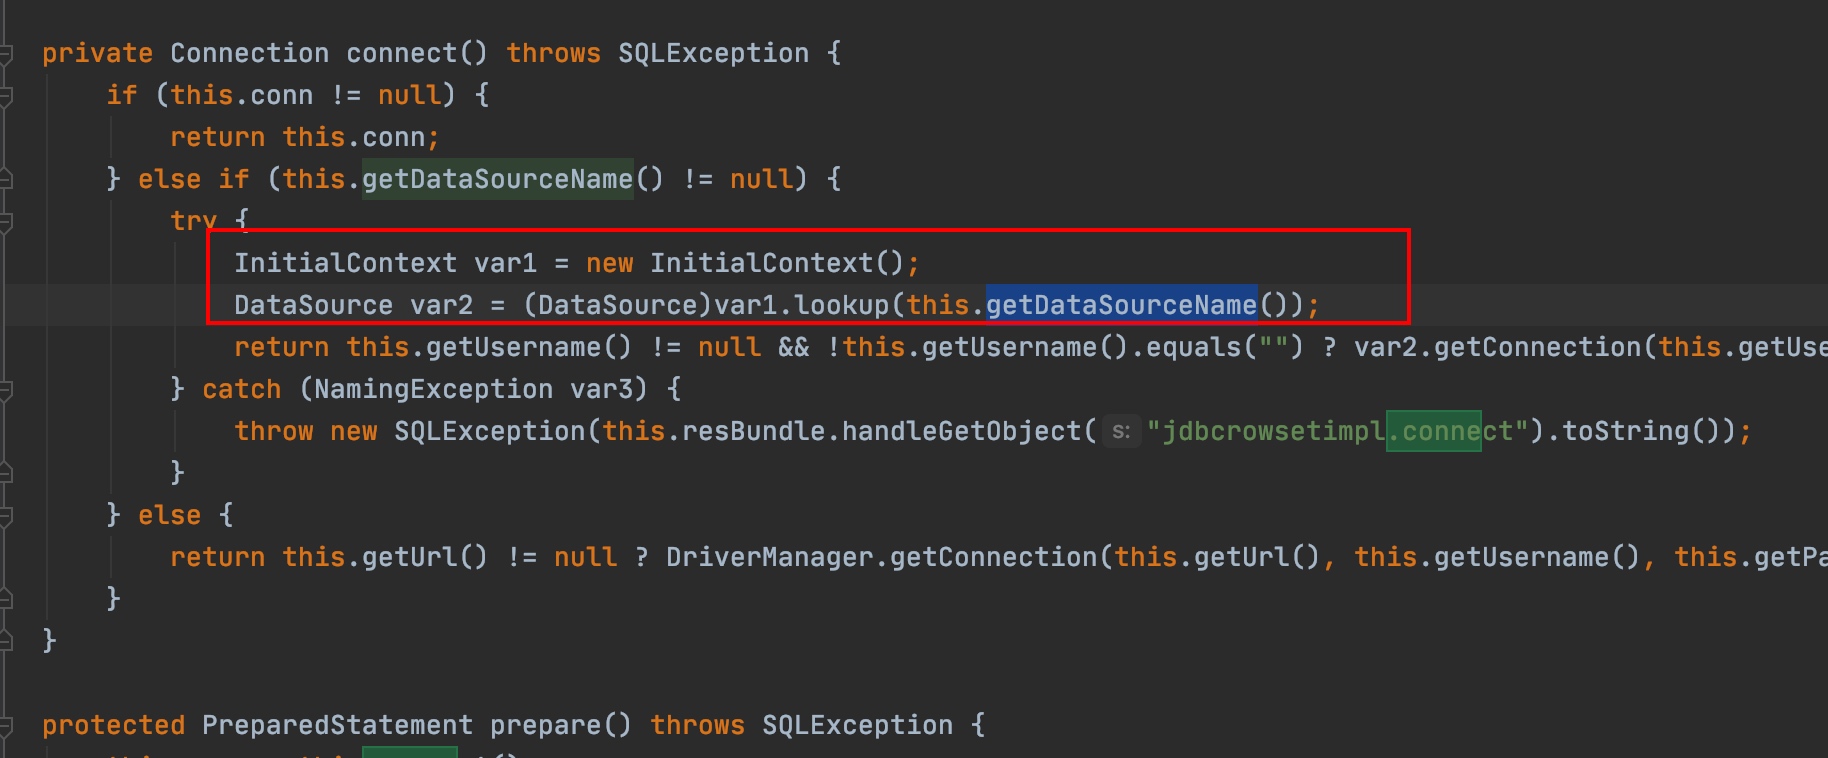 private Connection connect() throws SQLException {
if (this.conn != null) {
return this.conn;
} else if (this.getDataSourceName() != null) {
try {
InitialContext var1 = new InitialContext();
DataSource var2 = (DataSource)var1.lookup(this.getDataSourceName());
return this.getUsername() != null && !this.getUsername().equals("") ? var2.getConnection(this.getUse
} catch (NamingException var3) {
throw new SQLException(this.resBundle.handleGetObject( s: "jdbcrowsetimpl.connect").toString());
}
} else {
return this.getUrl() != null ? DriverManager.getConnection(this.getUrl(), this.getUsername(), this.getPa
}
}
protected PreparedStatement prepare() throws SQLException {